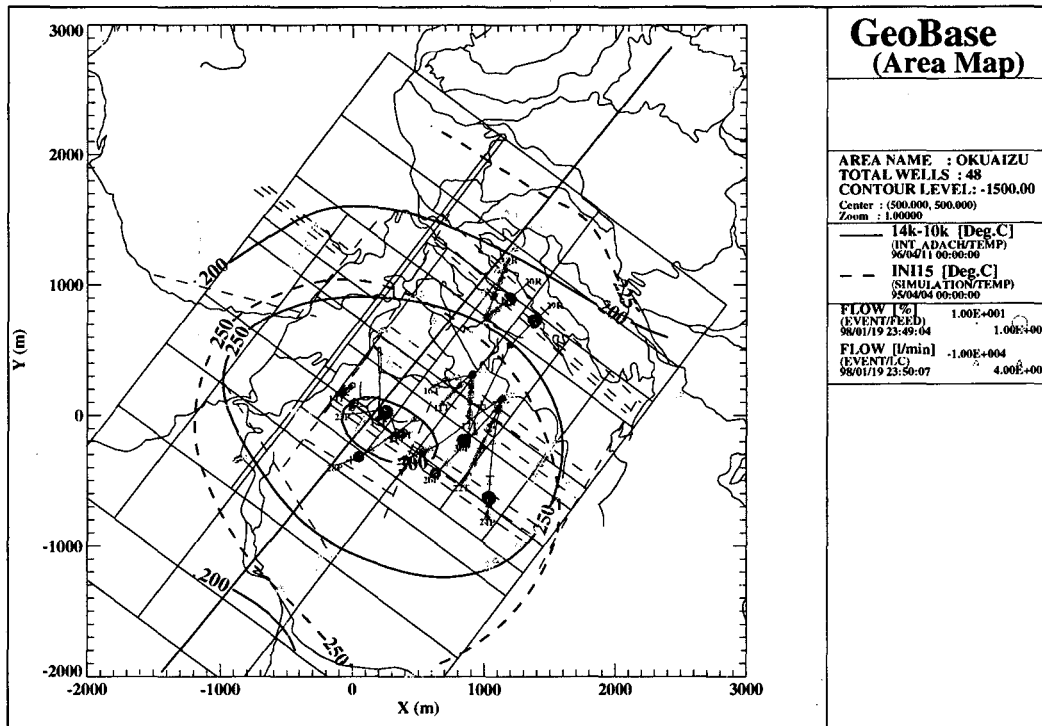 GeoBase
(Area Map)
AREA NAME : OKUAIZU
TOTAL WELLS : 48
CONTOUR LEVEL: -1500.00
Center : (500.000, 500.000)
Zoom : 1.00000
14k-10k [Deg.C]
(INT_ADACH/TEMP)
96/04/11 00:00:00
INI15 [Deg.C]
(SIMULATION/TEMP)
95/04/04 00:00:00
FLOW [%] 1.00E+001
(EVENT/FEED)
98/01/19 23:49:04 1.00E+00
FLOW [l/min] -1.00E+004
(EVENT/LC)
98/01/19 23:50:07 4.00E+00
3000
2000
1000
0
-1000
-2000
Y (m)
-2000 -1000 0 1000 2000 3000
X (m)
200
200
250
250
300
250
200
250